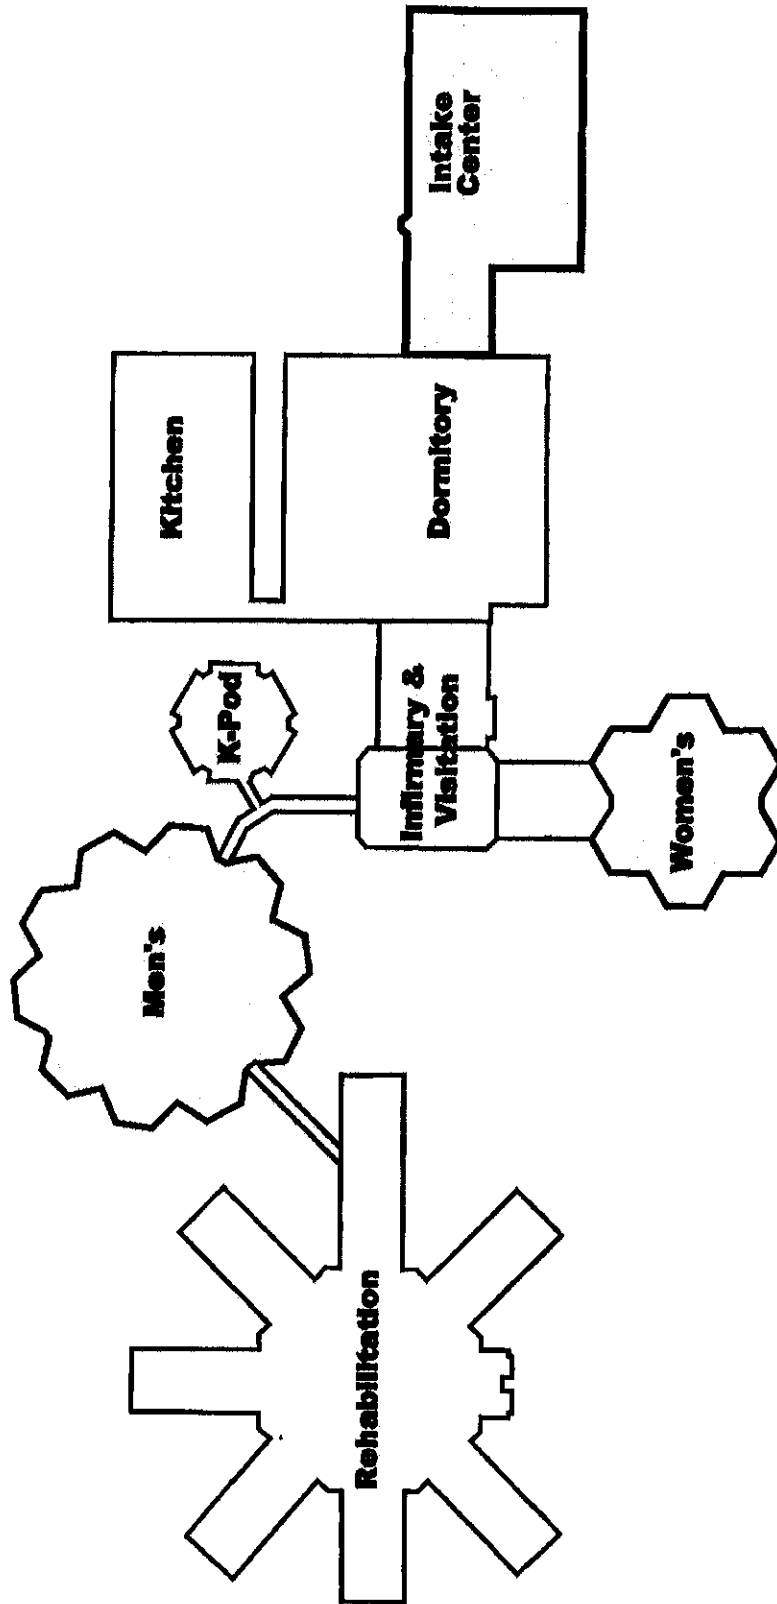 Intake
Center
Kitchen
Dormitory
K-Pod
Infirmary &
Visitation
Women's
Men's
Rehabilitation